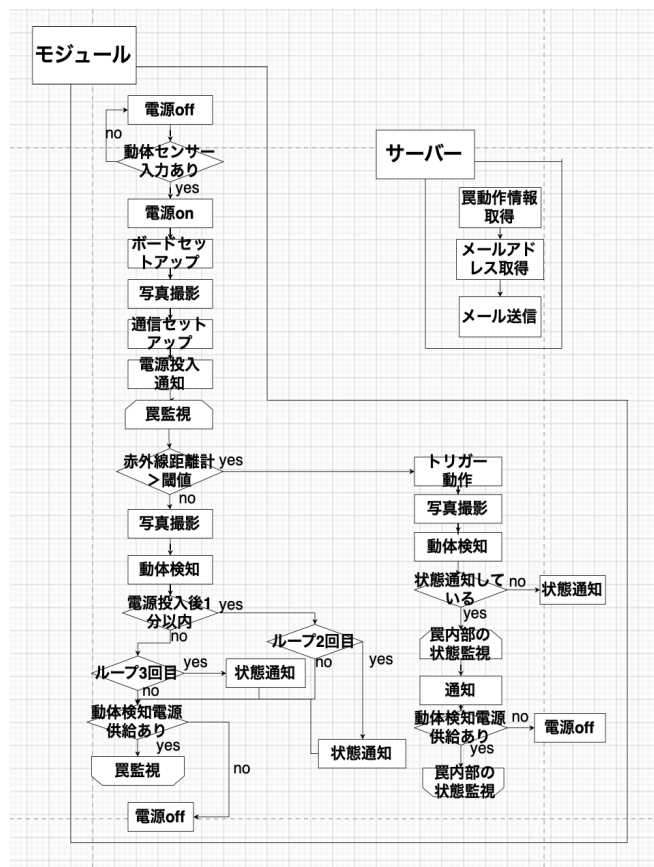 モジュール
電源off
no
動体センサー
入力あり
yes
電源on
ボードセッ
トアップ
写真撮影
通信セット
アップ
電源投入
通知
罠監視
赤外線距離計
＞閾値
yes
no
写真撮影
動体検知
電源投入後1
分以内
yes
no
ループ2回目
yes
no
ループ3回目
yes
no
状態通知
状態通知
動体検知電源
供給あり
yes
no
罠監視
電源off
サーバー
罠動作情報
取得
メールアド
レス取得
メール送信
トリガー
動作
写真撮影
動体検知
状態通知して
いる
no
状態通知
yes
罠内部の
状態監視
通知
動体検知電源
供給あり
no
電源off
yes
罠内部の
状態監視